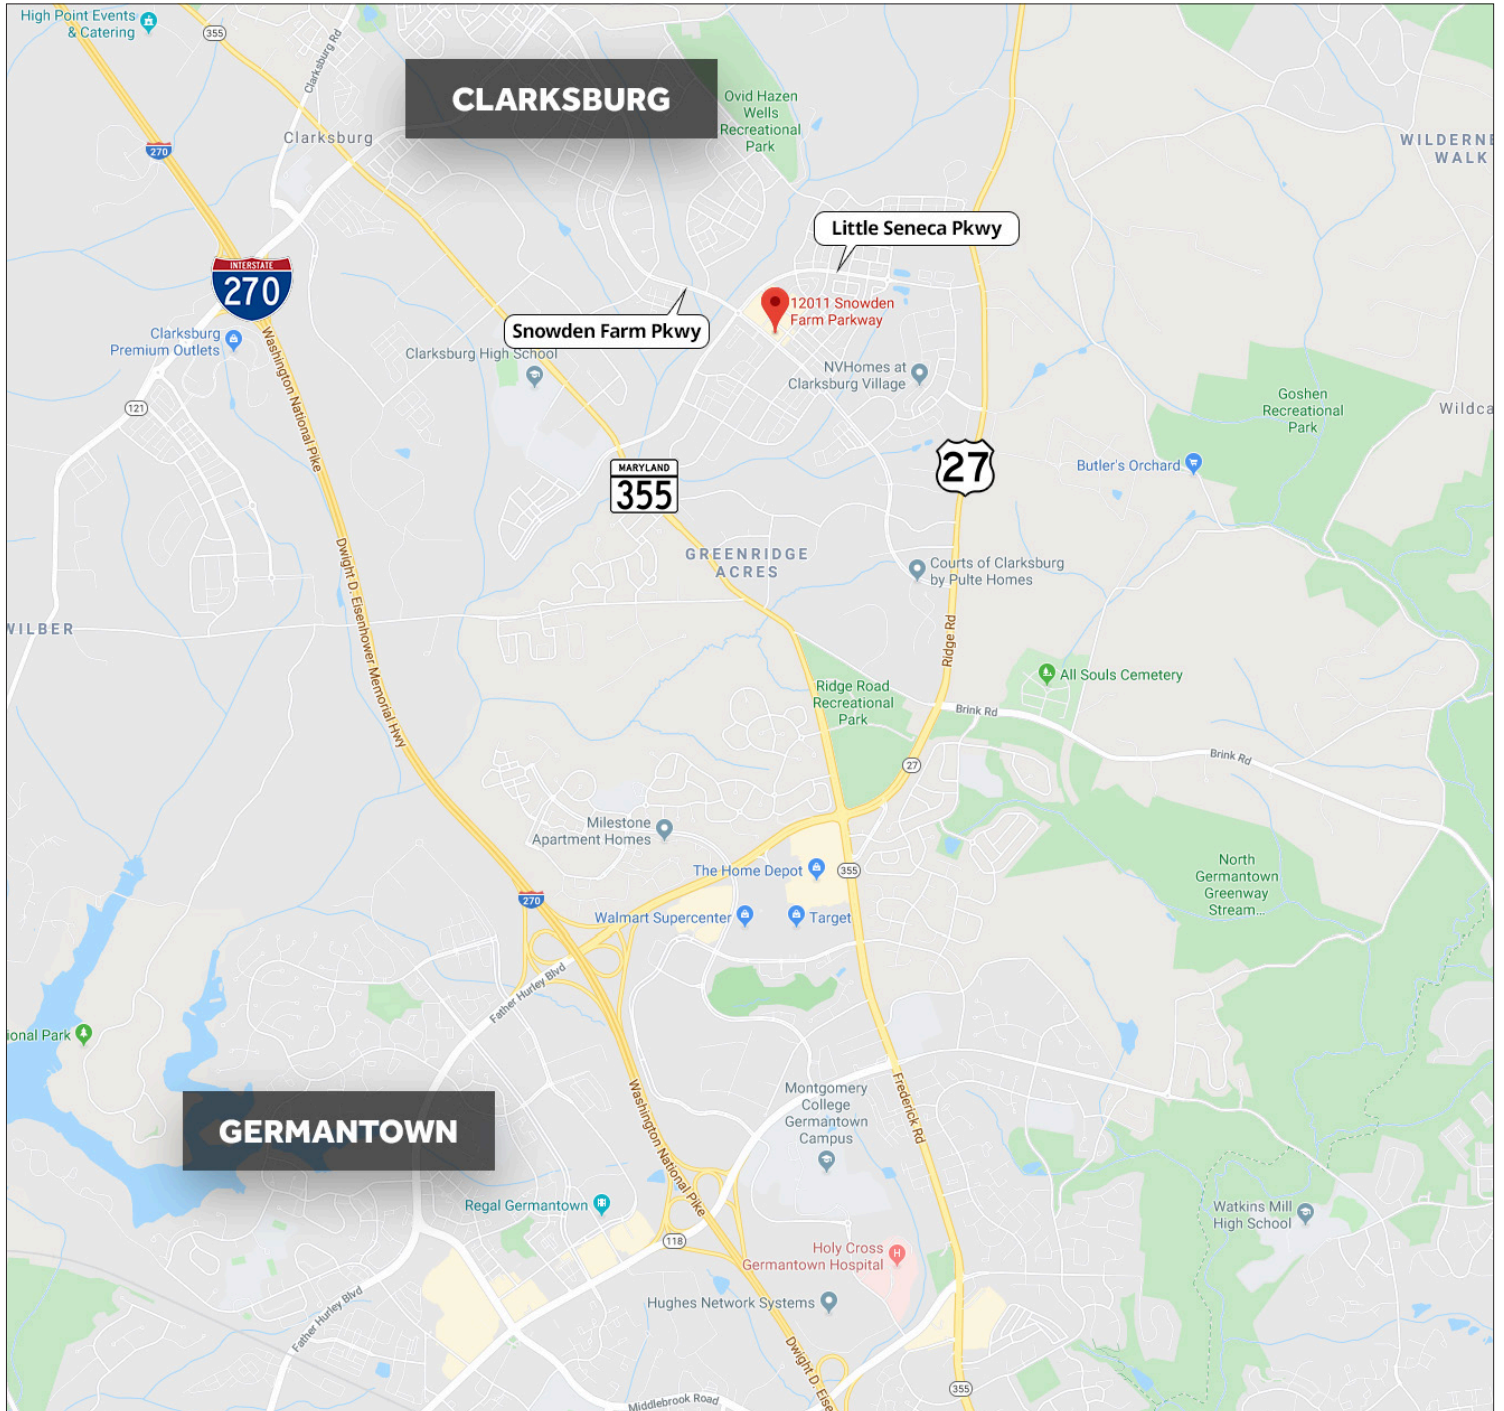 High Point Events
& Catering
355
Clarksburg Rd
CLARKSBURG
Ovid Hazen
Wells
Recreational
Park
Clarksburg
270
WILDERNE
WALK
Little Seneca Pkwy
INTERSTATE
270
12011 Snowden
Farm Parkway
Snowden Farm Pkwy
Clarksburg
Premium Outlets
Washington National Pike
Clarksburg High School
NVHomes at
Clarksburg Village
121
Goshen
Recreational
Park
Wildca
MARYLAND
355
27
Butler's Orchard
GREENRIDGE
ACRES
Courts of Clarksburg
by Pulte Homes
Dwight D. Eisenhower Memorial Hwy
WILBER
Ridge Rd
All Souls Cemetery
Ridge Road
Recreational
Park
Brink Rd
Brink Rd
27
Milestone
Apartment Homes
The Home Depot
355
North
Germantown
Greenway
Stream...
270
Walmart Supercenter
Target
Father Hurley Blvd
ional Park
Washington National Pike
Frederick Rd
Montgomery
College
Germantown
Campus
GERMANTOWN
Regal Germantown
Watkins Mill
High School
118
Holy Cross
Germantown Hospital
H
Hughes Network Systems
Father Hurley Blvd
Dwight D. Eise
355
Middlebrook Road